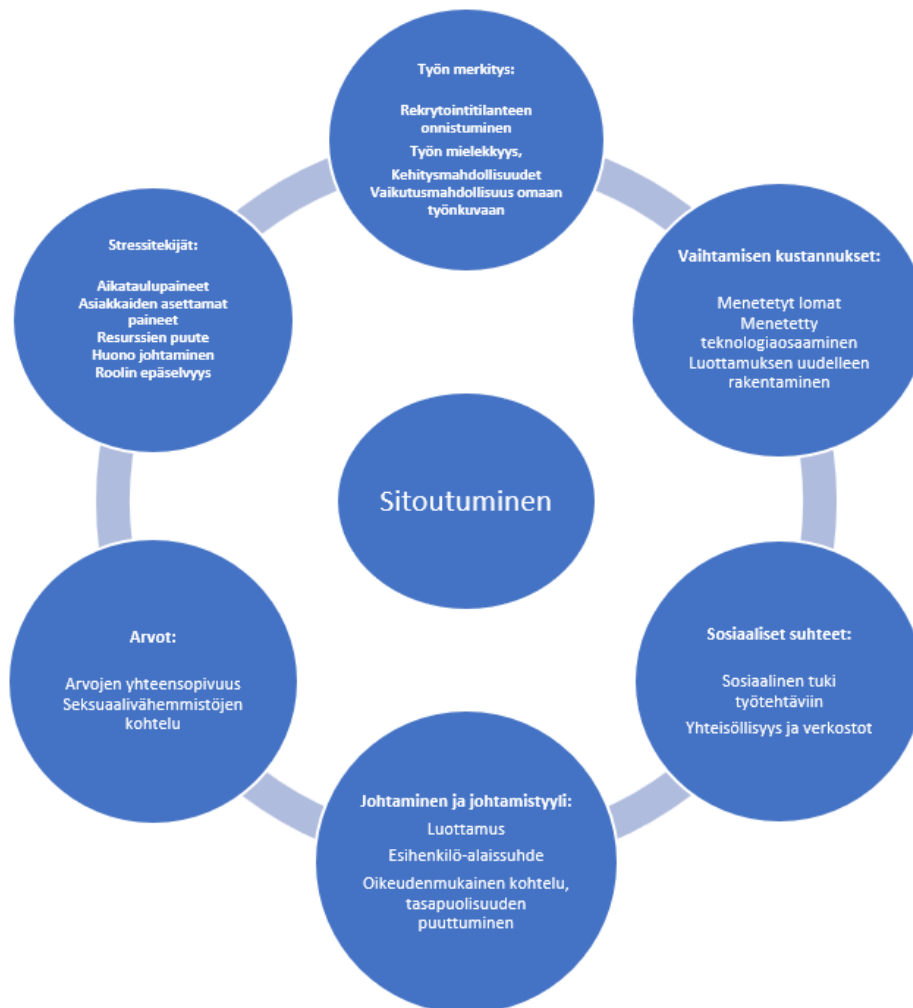 Työn merkitys:
Rekrytointitilanteen
onnistuminen
Työn mielekkyys,
Kehitysmahdollisuudet
Vaikutusmahdollisuus omaan
työnkuvaan
Vaihtamisen kustannukset:
Menetetyt lomat
Menetetty
teknologiaosaaminen
Luottamuksen uudelleen
rakentaminen
Sosiaaliset suhteet:
Sosiaalinen tuki
työtehtäviin
Yhteisöllisyys ja verkostot
Johtaminen ja johtamistyyli:
Luottamus
Esihenkilö-alaissuhde
Oikeudenmukainen kohtelu,
tasapuolisuuden
puuttuminen
Arvot:
Arvojen yhteensopivuus
Seksuaalivähemmistöjen
kohtelu
Stressitekijät:
Aikataulupaineet
Asiakkaiden asettamat
paineet
Resurssien puute
Huono johtaminen
Roolin epäselvyys
Sitoutuminen